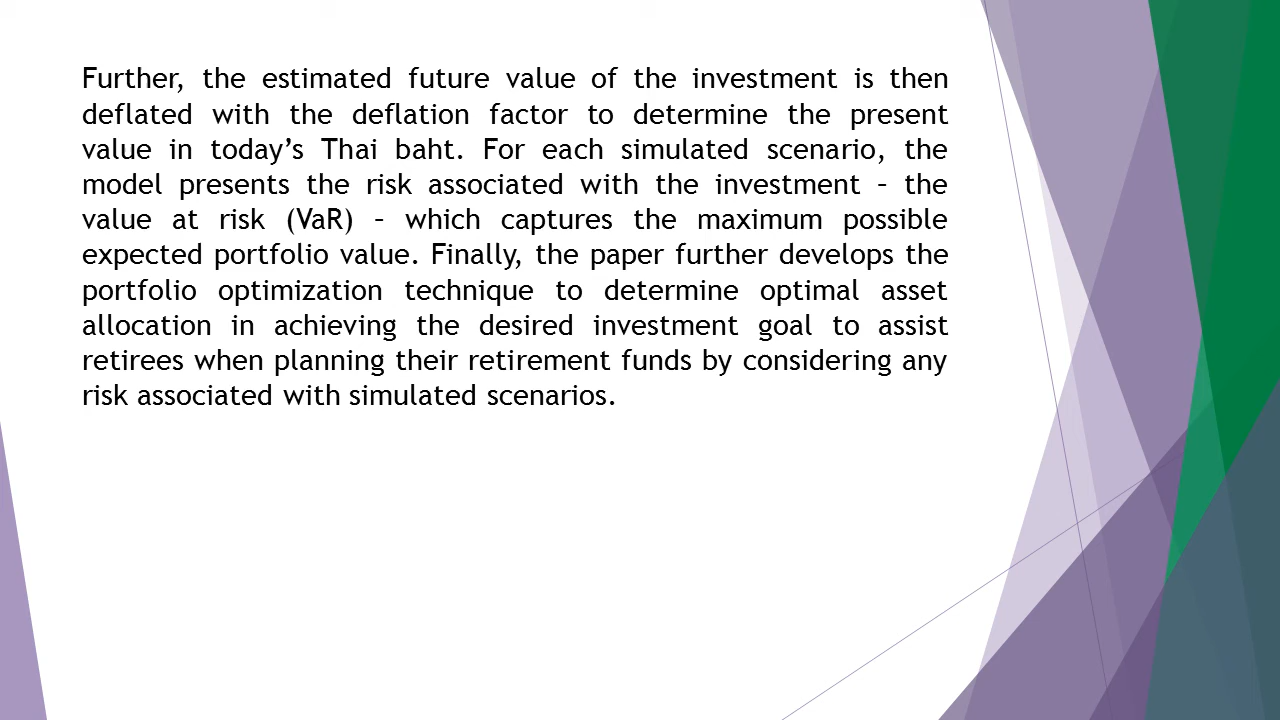 Further, the estimated future value of the investment is then
deflated with the deflation factor to determine the present
value in today’s Thai baht. For each simulated scenario, the
model presents the risk associated with the investment – the
value at risk (VaR) – which captures the maximum possible
expected portfolio value. Finally, the paper further develops the
portfolio optimization technique to determine optimal asset
allocation in achieving the desired investment goal to assist
retirees when planning their retirement funds by considering any
risk associated with simulated scenarios.